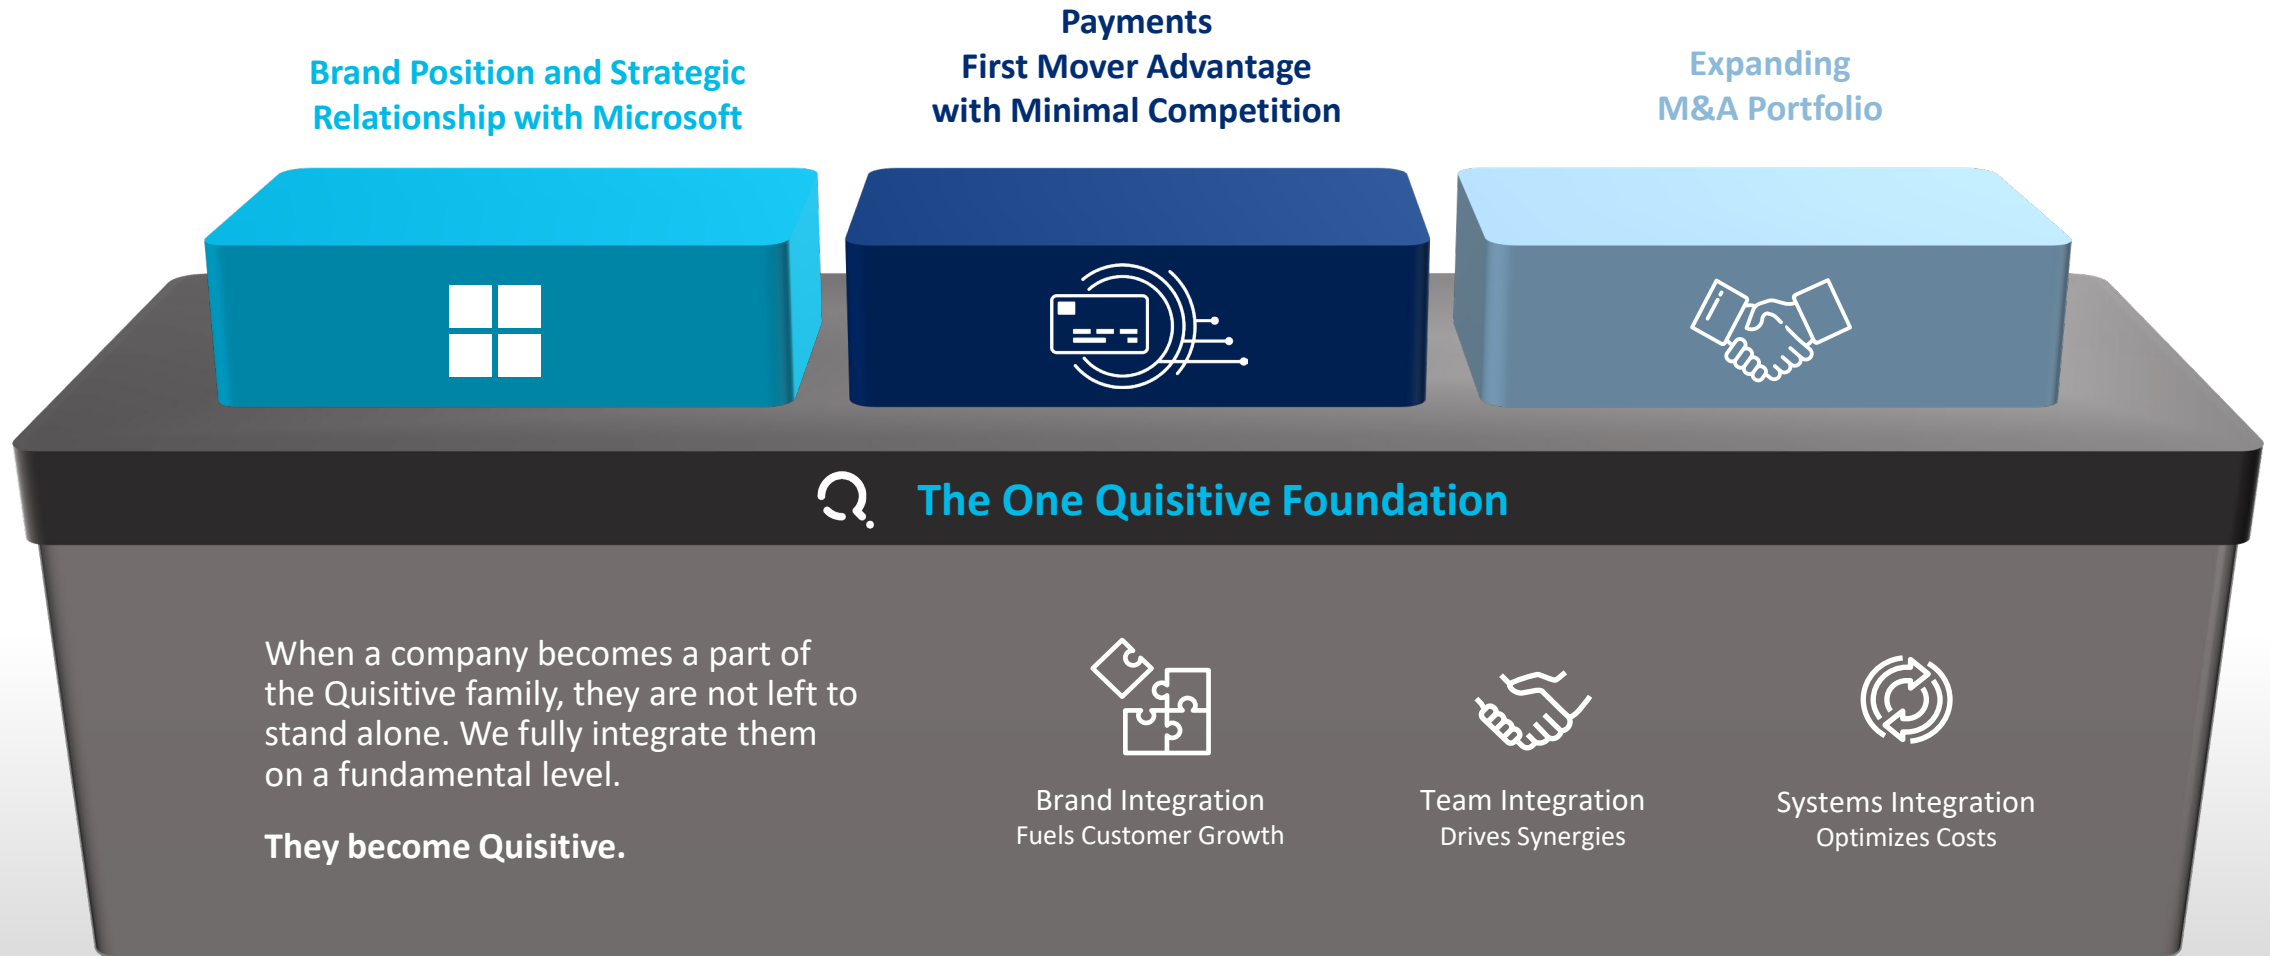 Brand Position and Strategic
Relationship with Microsoft
Payments
First Mover Advantage
with Minimal Competition
Expanding
M&A Portfolio
The One Quisitive Foundation
When a company becomes a part of
the Quisitive family, they are not left to
stand alone. We fully integrate them
on a fundamental level.
They become Quisitive.
Brand Integration
Fuels Customer Growth
Team Integration
Drives Synergies
Systems Integration
Optimizes Costs